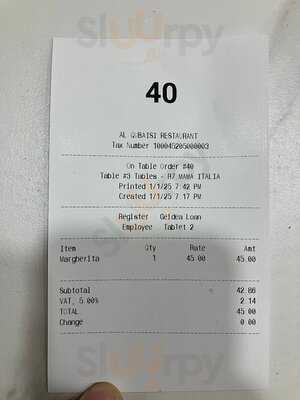 Sluurpy
40
AL QUBAISI RESTAURANT
Tax Number 100045205000003
On Table Order #40
Table #3 Tables - R7 MAMA ITALIA
Printed 1/1/25 7:42 PM
Created 1/1/25 7:17 PM
Register Geidea Loan
Employee Tablet 2
Item Qty Rate Amt
Margherita 1 45.00 45.00
Subtotal 42.86
VAT, 5.00% 2.14
TOTAL 45.00
Change 0.00
Sluurpy